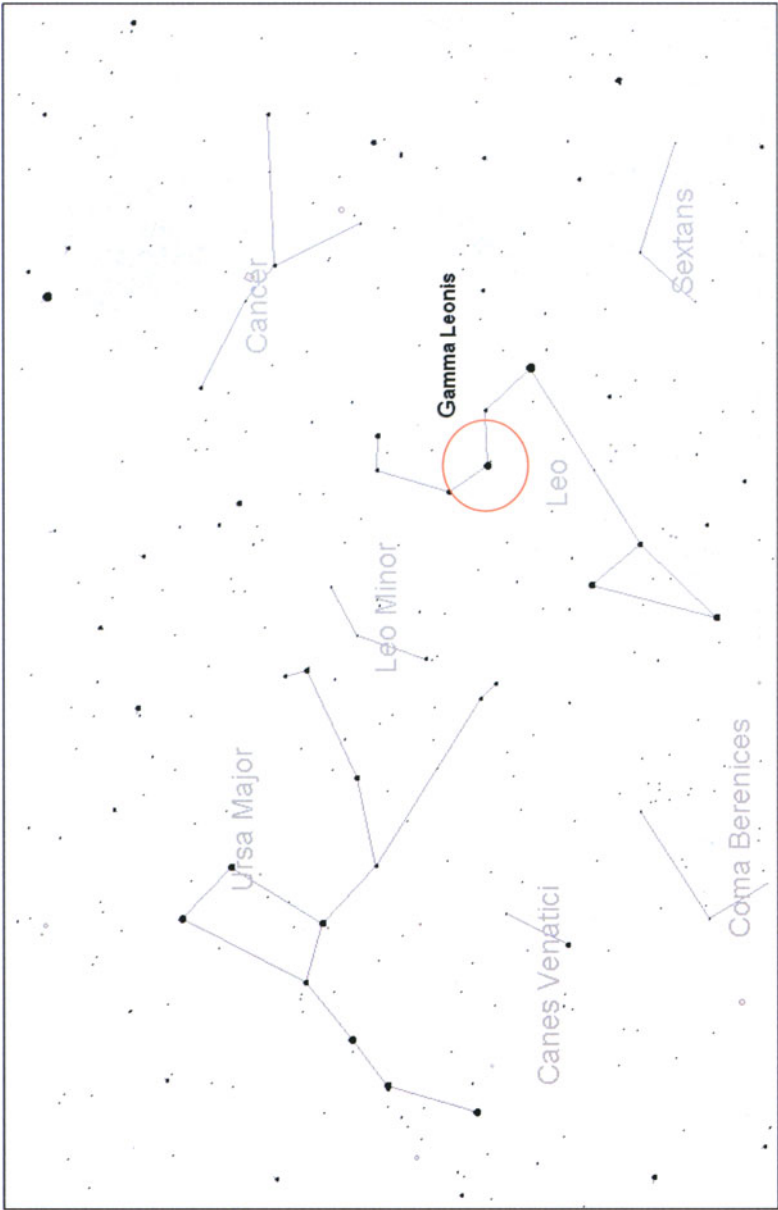 Ursa Major
Cancer
Leo Minor
Gamma Leonis
Canes Venatici
Leo
Sextans
Coma Berenices